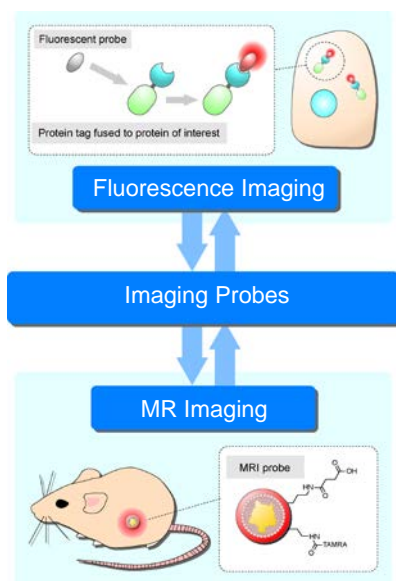 Fluorescent probe
Protein tag fused to protein of interest
Fluorescence Imaging
Imaging Probes
MR Imaging
MRI probe
OH
O
HN
O
HN
O
TAMRA